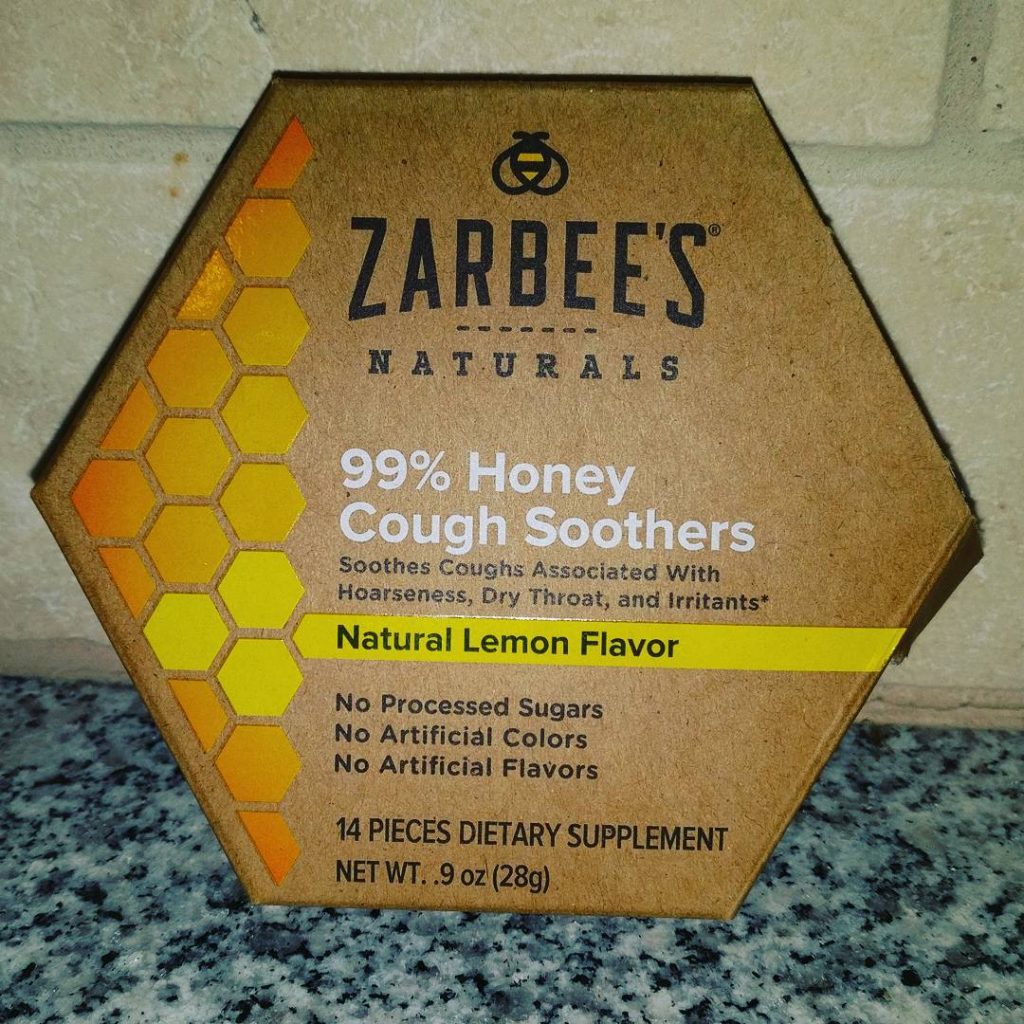 ZARBEE'S®
NATURALS
99% Honey
Cough Soothers
Soothes Coughs Associated With
Hoarseness, Dry Throat, and Irritants*
Natural Lemon Flavor
No Processed Sugars
No Artificial Colors
No Artificial Flavors
14 PIECES DIETARY SUPPLEMENT
NET WT. .9 oz (28g)